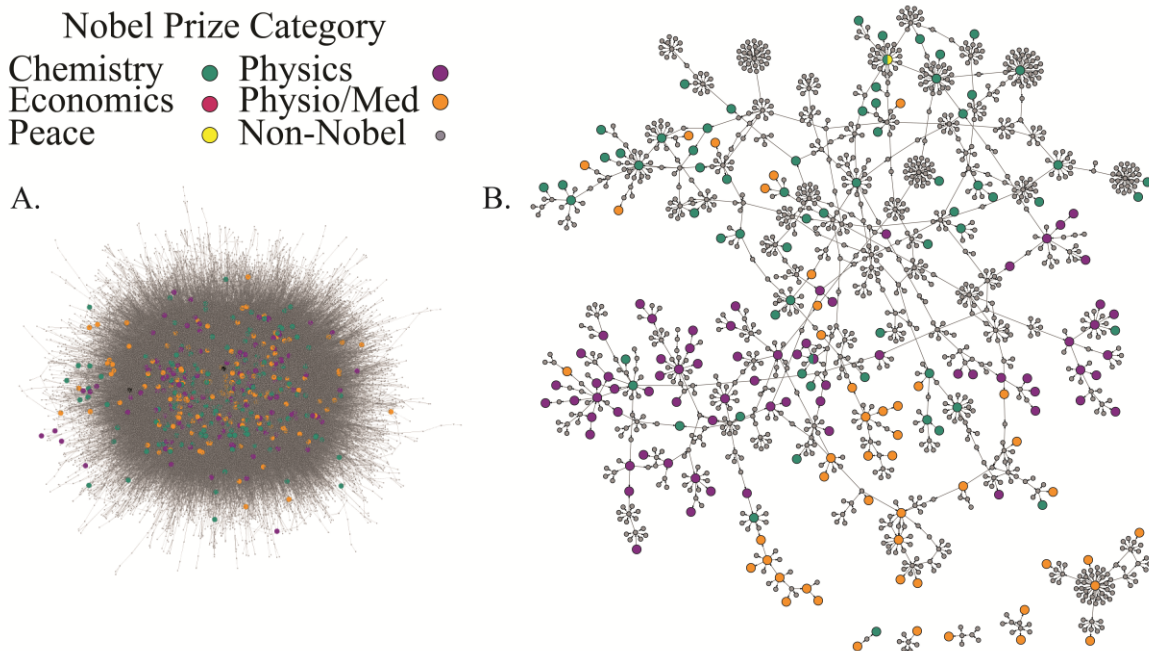 Nobel Prize Category
Chemistry Physics
Economics Physio/Med
Peace Non-Nobel
A.
B.